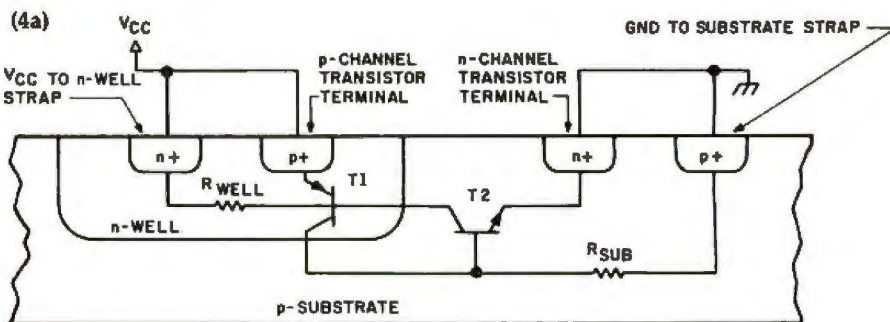 (4a)
VCC
VCC TO n-WELL
STRAP
p-CHANNEL
TRANSISTOR
TERMINAL
n-CHANNEL
TRANSISTOR
TERMINAL
GND TO SUBSTRATE STRAP
n+
p+
n+
p+
RWELL
T1
T2
n-WELL
RSUB
p-SUBSTRATE